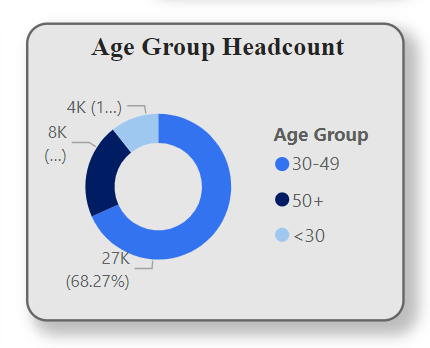 Age Group Headcount
4K (1...)
8K
(...)
27K
(68.27%)
Age Group
30-49
50+
<30